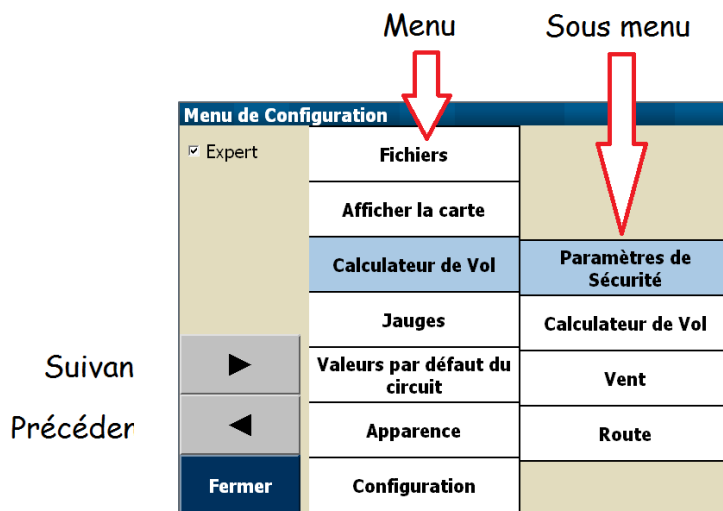 Menu
Sous menu
Menu de Configuration
Expert
Fichiers
Afficher la carte
Calculateur de Vol
Paramètres de
Sécurité
Jauges
Calculateur de Vol
Suivan
Valeurs par défaut du
circuit
Vent
Précéder
Apparence
Route
Fermer
Configuration